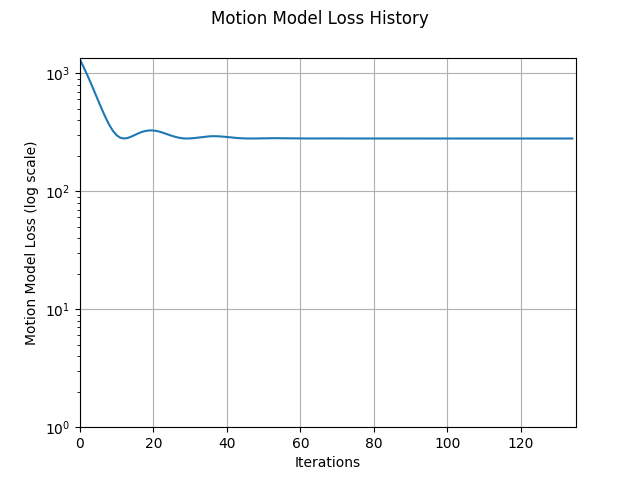 Motion Model Loss History
Motion Model Loss (log scale)
10³
10²
10¹
10⁰
0 20 40 60 80 100 120
Iterations